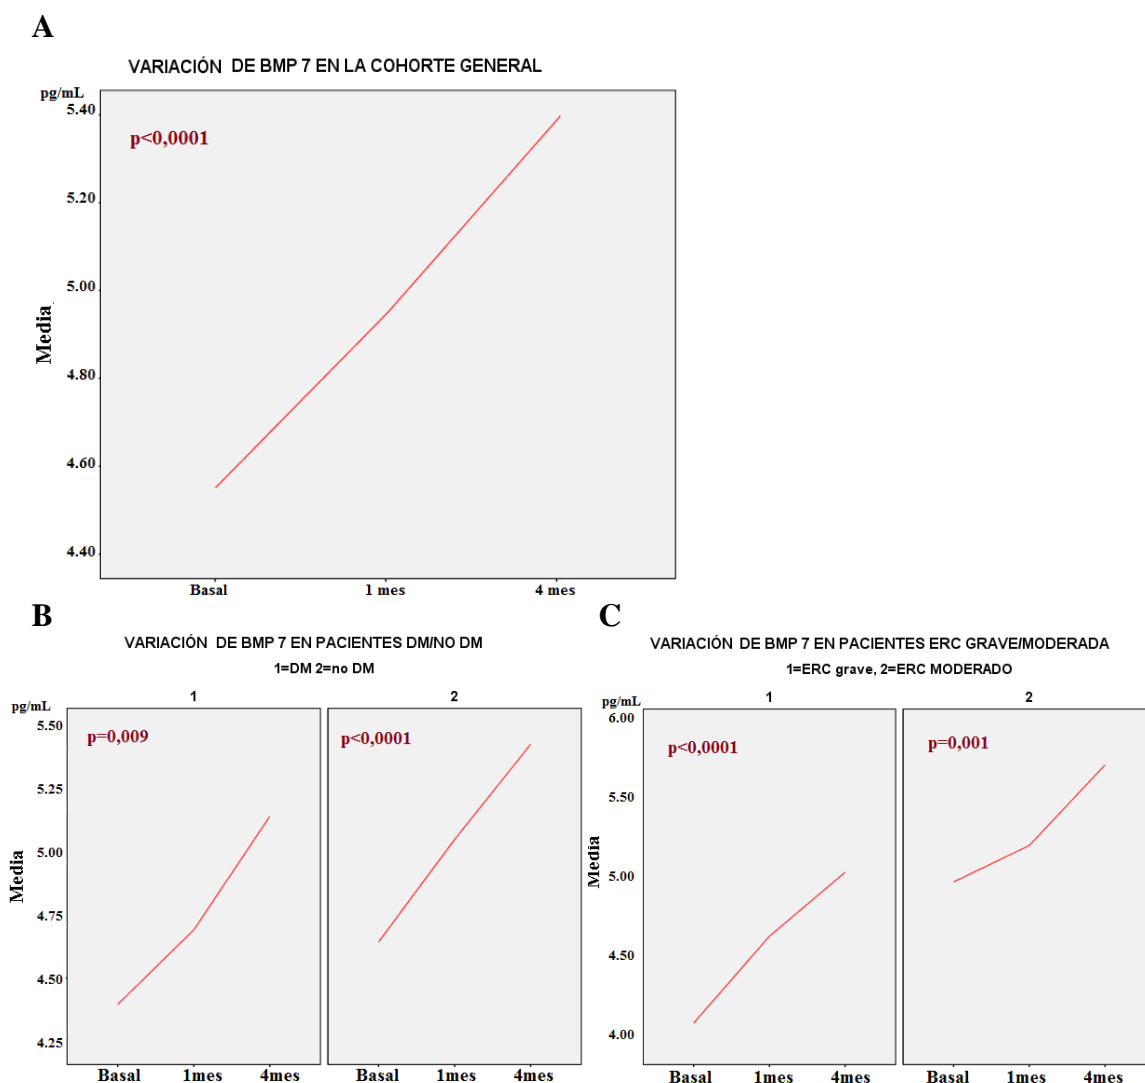 A
VARIACIÓN DE BMP 7 EN LA COHORTE GENERAL
pg/mL
p<0,0001
5.40
5.20
5.00
4.80
4.60
4.40
Media
Basal 1 mes 4 mes
B
VARIACIÓN DE BMP 7 EN PACIENTES DM/NO DM
1=DM 2=no DM
1 2
pg/mL
p=0,009 p<0,0001
5.50
5.25
5.00
4.75
4.50
4.25
Media
Basal 1mes 4mes Basal 1mes 4mes
C
VARIACIÓN DE BMP 7 EN PACIENTES ERC GRAVE/MODERADA
1=ERC grave, 2=ERC MODERADO
1 2
pg/mL
p<0,0001 p=0,001
6.00
5.50
5.00
4.50
4.00
Media
Basal 1mes 4mes Basal 1mes 4mes